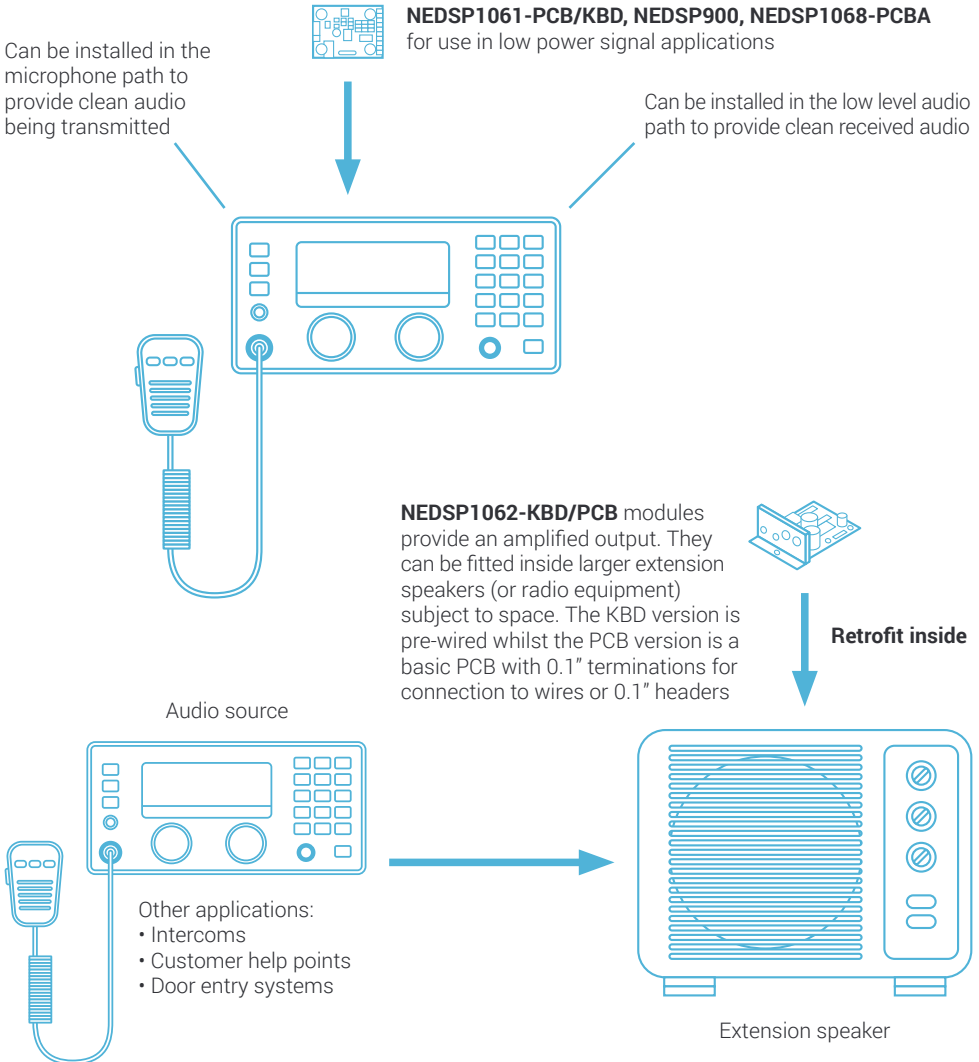 NEDSP1061-PCB/KBD, NEDSP900, NEDSP1068-PCBA
for use in low power signal applications
Can be installed in the
microphone path to
provide clean audio
being transmitted
Can be installed in the low level audio
path to provide clean received audio
NEDSP1062-KBD/PCB modules
provide an amplified output. They
can be fitted inside larger extension
speakers (or radio equipment)
subject to space. The KBD version is
pre-wired whilst the PCB version is a
basic PCB with 0.1” terminations for
connection to wires or 0.1” headers
Retrofit inside
Audio source
Other applications:
• Intercoms
• Customer help points
• Door entry systems
Extension speaker